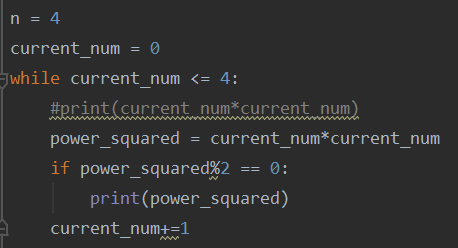 n = 4
current_num = 0
while current_num <= 4:
    #print(current_num*current_num)
    power_squared = current_num*current_num
    if power_squared%2 == 0:
        print(power_squared)
    current_num+=1